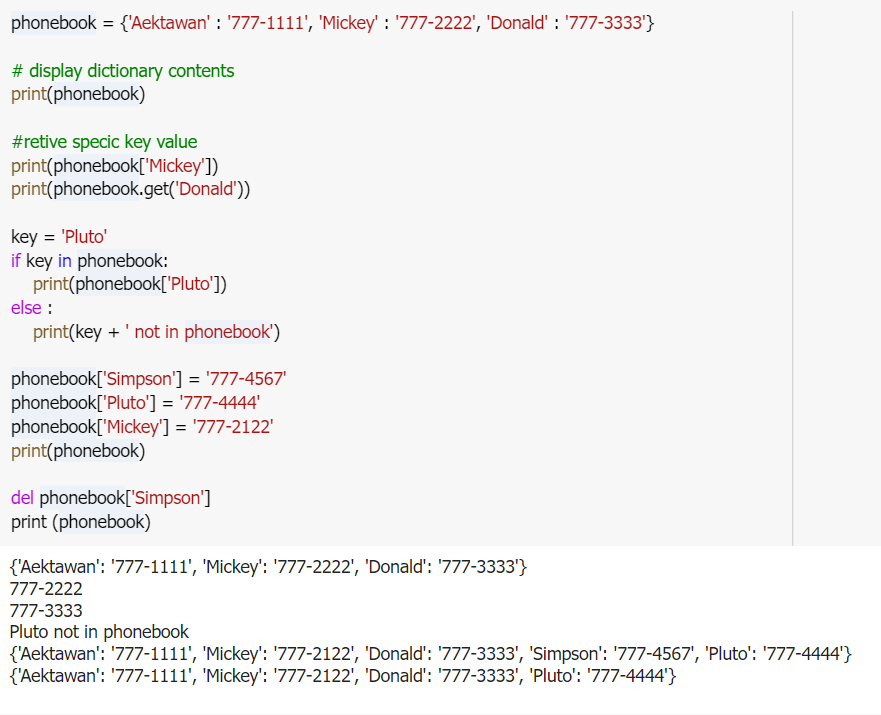 phonebook = {'Aektawan' : '777-1111', 'Mickey' : '777-2222', 'Donald' : '777-3333'}
# display dictionary contents
print(phonebook)
#retive specic key value
print(phonebook['Mickey'])
print(phonebook.get('Donald'))
key = 'Pluto'
if key in phonebook:
print(phonebook['Pluto'])
else :
print(key + ' not in phonebook')
phonebook['Simpson'] = '777-4567'
phonebook['Pluto'] = '777-4444'
phonebook['Mickey'] = '777-2122'
print(phonebook)
del phonebook['Simpson']
print (phonebook)
{'Aektawan': '777-1111', 'Mickey': '777-2222', 'Donald': '777-3333'}
777-2222
777-3333
Pluto not in phonebook
{'Aektawan': '777-1111', 'Mickey': '777-2122', 'Donald': '777-3333', 'Simpson': '777-4567', 'Pluto': '777-4444'}
{'Aektawan': '777-1111', 'Mickey': '777-2122', 'Donald': '777-3333', 'Pluto': '777-4444'}